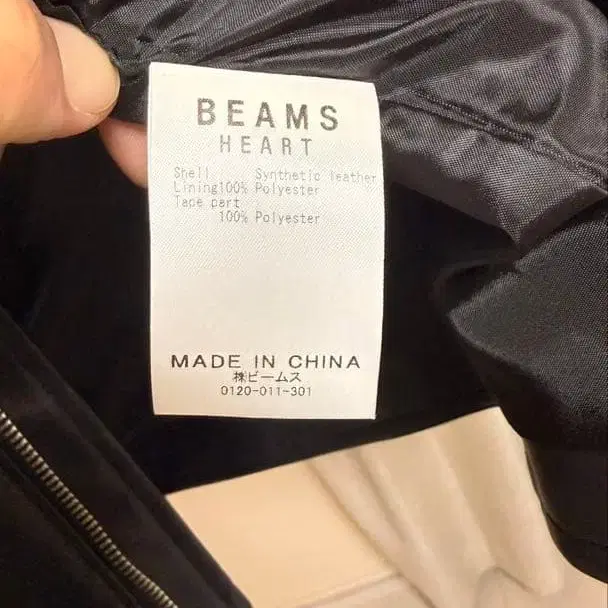 BEAMS
HEART
Shell Synthetic leather
Lining100% Polyester
Tape part
100% Polyester
MADE IN CHINA
㈱ビームス
0120-011-301